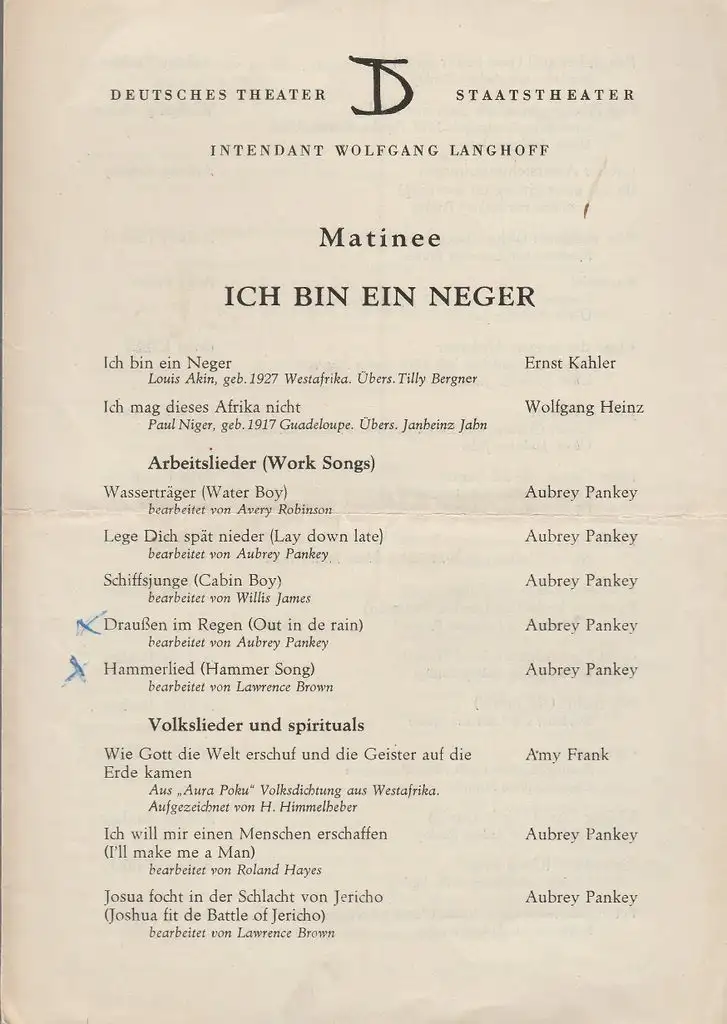 DEUTSCHES THEATER DT STAATSTHEATER
INTENDANT WOLFGANG LANGHOFF
Matinee
ICH BIN EIN NEGER
Ich bin ein Neger Ernst Kahler
Louis Akin, geb. 1927 Westafrika. Übers. Tilly Bergner
Ich mag dieses Afrika nicht Wolfgang Heinz
Paul Niger, geb. 1917 Guadeloupe. Übers. Janheinz Jahn
Arbeitslieder (Work Songs)
Wasserträger (Water Boy) Aubrey Pankey
bearbeitet von Avery Robinson
Lege Dich spät nieder (Lay down late) Aubrey Pankey
bearbeitet von Aubrey Pankey
Schiffsjunge (Cabin Boy) Aubrey Pankey
bearbeitet von Willis James
Draußen im Regen (Out in de rain) Aubrey Pankey
bearbeitet von Aubrey Pankey
Hammerlied (Hammer Song) Aubrey Pankey
bearbeitet von Lawrence Brown
Volkslieder und spirituals
Wie Gott die Welt erschuf und die Geister auf die Amy Frank
Erde kamen
Aus „Aura Poku“ Volksdichtung aus Westafrika.
Aufgezeichnet von H. Himmelheber
Ich will mir einen Menschen erschaffen Aubrey Pankey
(I'll make me a Man)
bearbeitet von Roland Hayes
Josua focht in der Schlacht von Jericho Aubrey Pankey
(Joshua fit de Battle of Jericho)
bearbeitet von Lawrence Brown